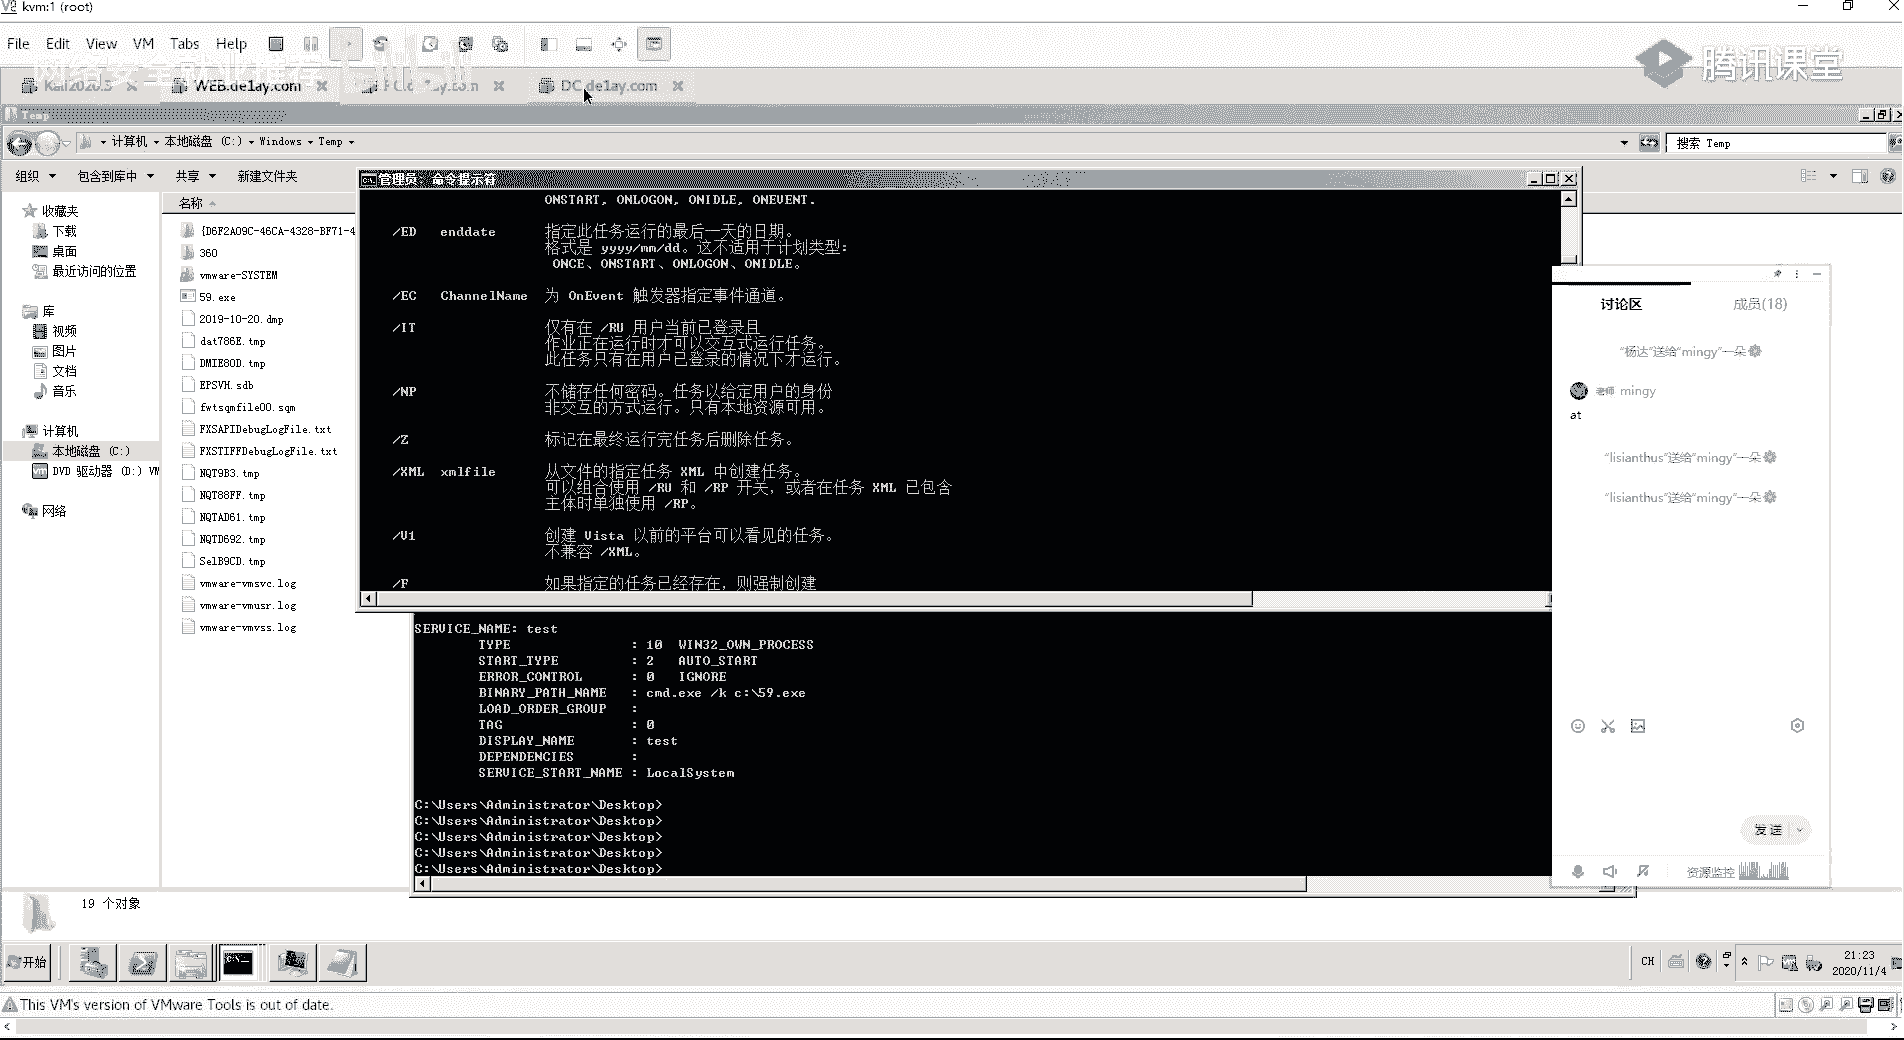 kvm:1 (root)
File Edit View VM Tabs Help
腾讯课堂
Kali2020.3
WEB.de1ay.com
DC.de1ay.com
Temp
计算机 本地磁盘 (C:) Windows Temp
搜索 Temp
组织 包含到库中 共享 新建文件夹
收藏夹
下载
桌面
最近访问的位置
库
视频
图片
文档
音乐
计算机
本地磁盘 (C:)
DVD 驱动器 (D:) VM
网络
名称
{D6F2A09C-46CA-4328-BF71-4
360
vmware-SYSTEM
59.exe
2019-10-20.dmp
dat786E.tmp
DMIE80D.tmp
EPSVH.sdb
fwtsqmfile00.sqm
FXSAPIDebugLogFile.txt
FXSTIFFDebugLogFile.txt
NQT9B3.tmp
NQT88FF.tmp
NQTAD61.tmp
NQTD692.tmp
SelB9CD.tmp
vmware-vmsvc.log
vmware-vmusr.log
vmware-vmvss.log
管理员: 命令提示符
ONSTART, ONLOGON, ONIDLE, ONEVENT.
/ED enddate 指定此任务运行的最后一天的日期。
格式是 yyyy/mm/dd。这不适用于计划类型:
ONCE、ONSTART、ONLOGON、ONIDLE。
/EC ChannelName 为 OnEvent 触发器指定事件通道。
/IT 仅有在 /RU 用户当前已登录且
作业正在运行时才可以交互式运行任务。
此任务只有在用户已登录的情况下才运行。
/NP 不储存任何密码。任务以给定用户的身份
非交互的方式运行。只有本地资源可用。
/Z 标记在最终运行完任务后删除任务。
/XML xmlfile 从文件的指定任务 XML 中创建任务。
可以组合使用 /RU 和 /RP 开关，或者在任务 XML 已包含
主体时单独使用 /RP。
/V1 创建 Vista 以前的平台可以看见的任务。
不兼容 /XML。
/F 如果指定的任务已经存在，则强制创建
SERVICE_NAME: test
TYPE : 10 WIN32_OWN_PROCESS
START_TYPE : 2 AUTO_START
ERROR_CONTROL : 0 IGNORE
BINARY_PATH_NAME : cmd.exe /k c:\59.exe
LOAD_ORDER_GROUP :
TAG : 0
DISPLAY_NAME : test
DEPENDENCIES :
SERVICE_START_NAME : LocalSystem
C:\Users\Administrator\Desktop>
C:\Users\Administrator\Desktop>
C:\Users\Administrator\Desktop>
C:\Users\Administrator\Desktop>
C:\Users\Administrator\Desktop>
讨论区 成员(18)
"杨达"送给"mingy"一朵
老师 mingy
at
"lisianthus"送给"mingy"一朵
"lisianthus"送给"mingy"一朵
发送
资源监控
19 个对象
开始
CH
21:23
2020/11/4
This VM's version of VMware Tools is out of date.